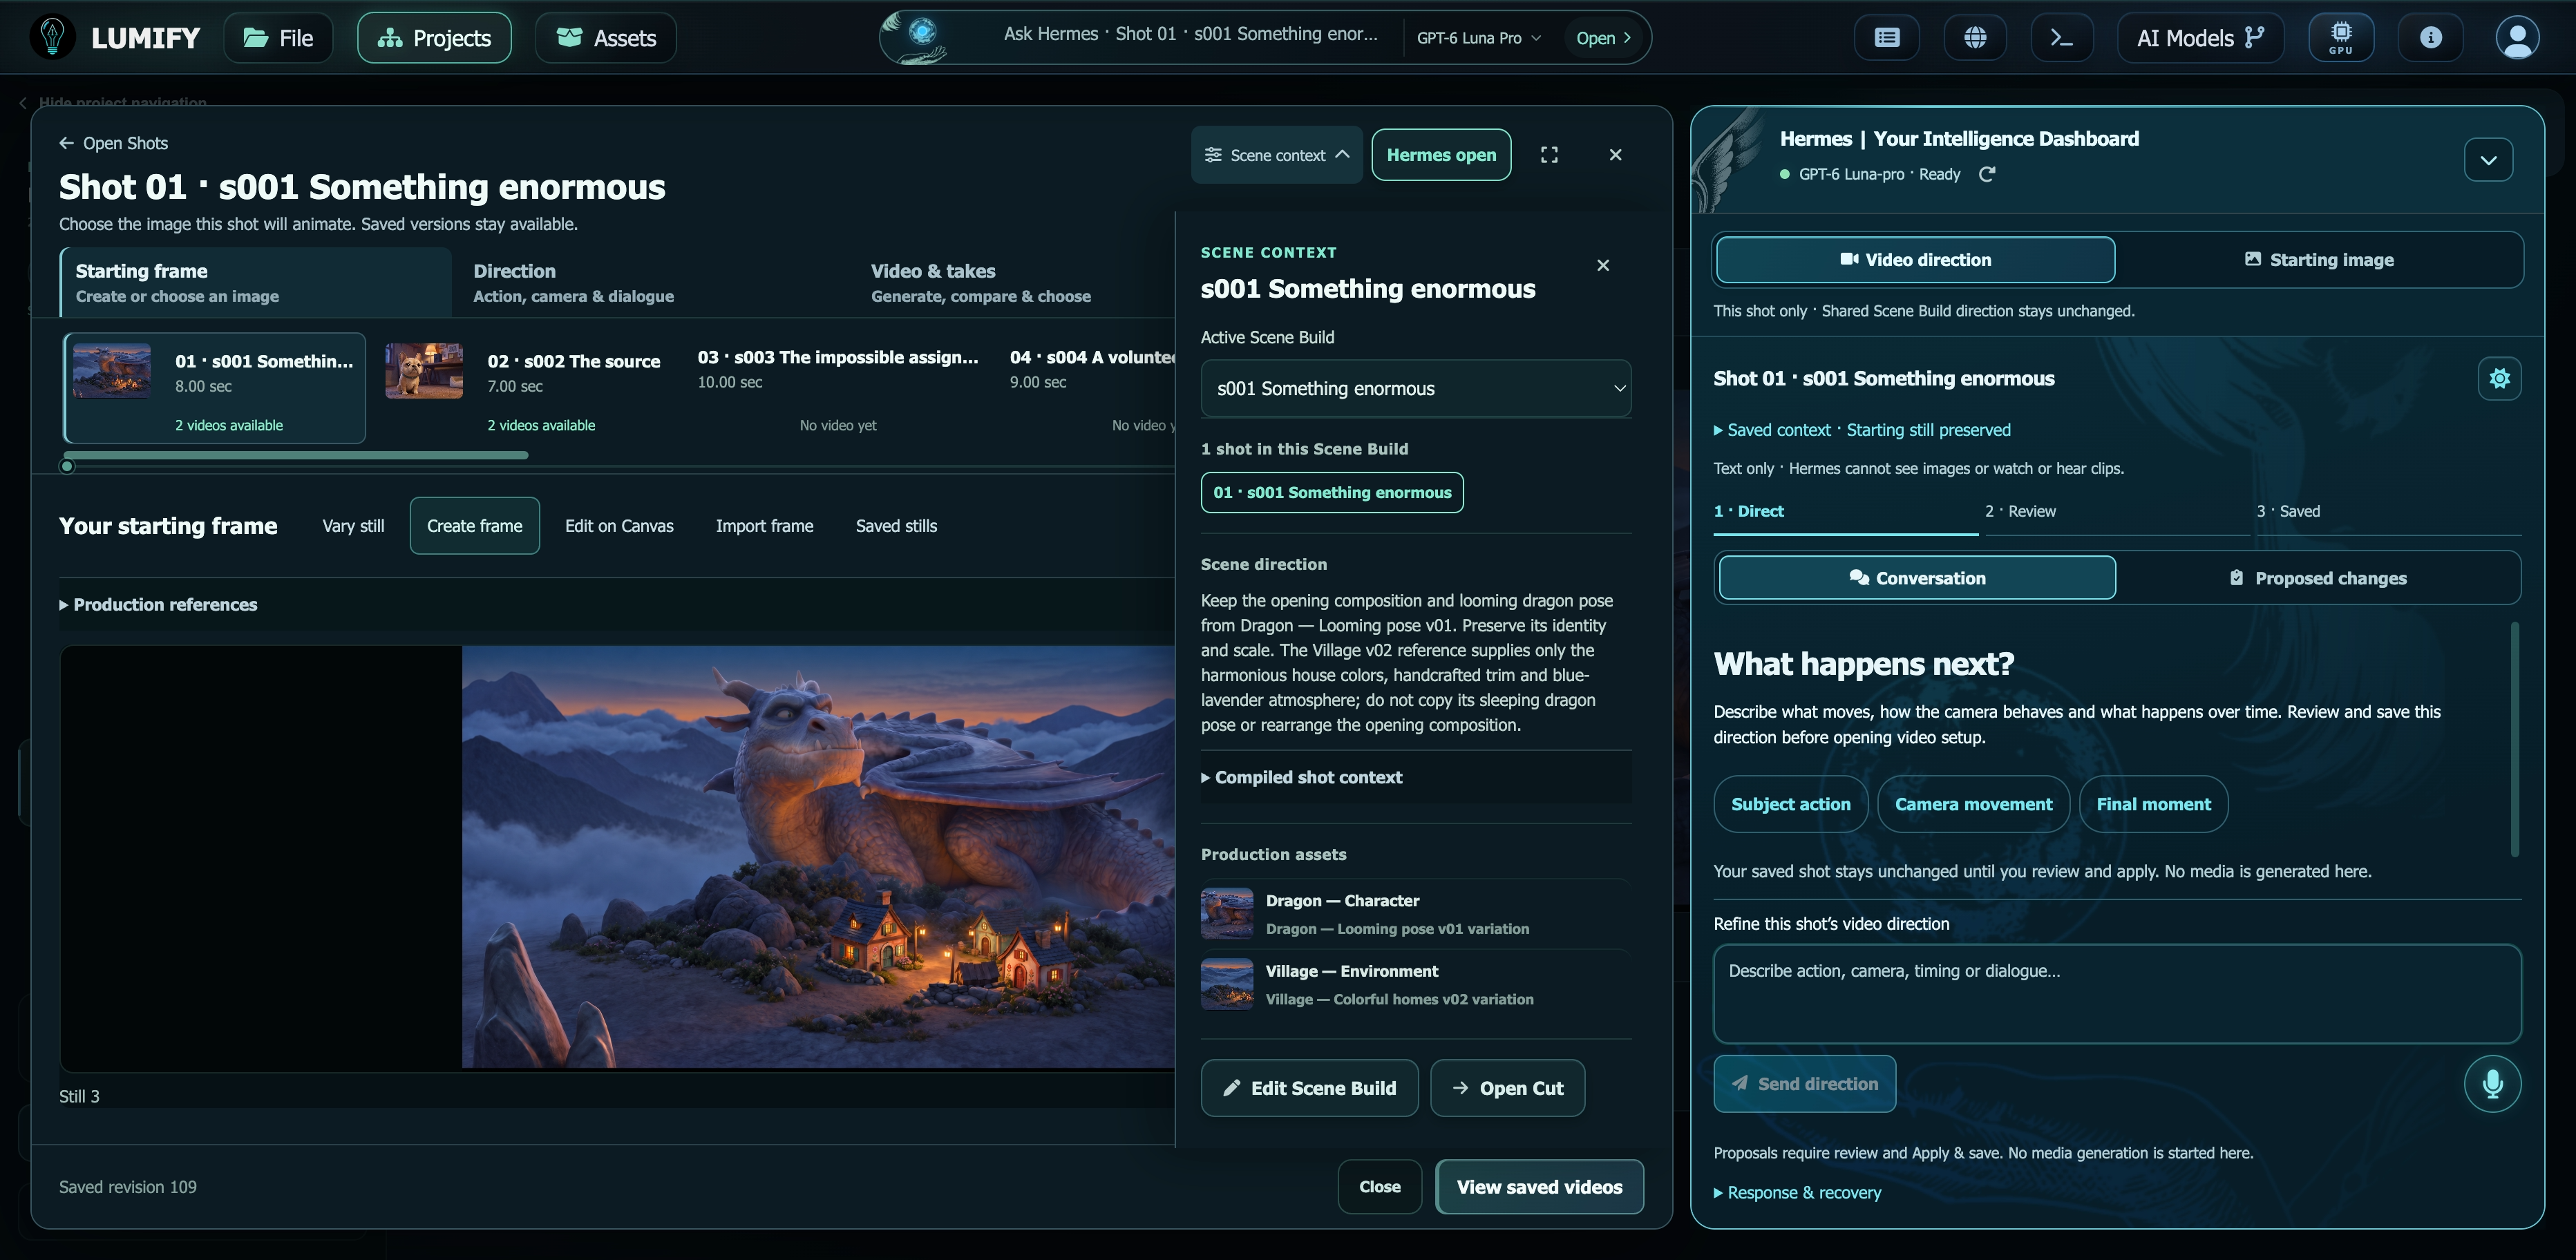 LUMIFY
File
Projects
Assets
Ask Hermes · Shot 01 · s001 Something enor...
GPT-6 Luna Pro
Open
AI Models
GPU
Hide project navigation
Open Shots
Shot 01 · s001 Something enormous
Choose the image this shot will animate. Saved versions stay available.
Scene context
Hermes open
Starting frame
Create or choose an image
Direction
Action, camera & dialogue
Video & takes
Generate, compare & choose
01 · s001 Somethin...
8.00 sec
2 videos available
02 · s002 The source
7.00 sec
2 videos available
03 · s003 The impossible assign...
10.00 sec
No video yet
04 · s004 A voluntee
9.00 sec
No video y
Your starting frame
Vary still
Create frame
Edit on Canvas
Import frame
Saved stills
Production references
Still 3
Saved revision 109
SCENE CONTEXT
s001 Something enormous
Active Scene Build
s001 Something enormous
1 shot in this Scene Build
01 · s001 Something enormous
Scene direction
Keep the opening composition and looming dragon pose
from Dragon — Looming pose v01. Preserve its identity
and scale. The Village v02 reference supplies only the
harmonious house colors, handcrafted trim and blue-
lavender atmosphere; do not copy its sleeping dragon
pose or rearrange the opening composition.
Compiled shot context
Production assets
Dragon — Character
Dragon — Looming pose v01 variation
Village — Environment
Village — Colorful homes v02 variation
Edit Scene Build
Open Cut
Close
View saved videos
Hermes | Your Intelligence Dashboard
GPT-6 Luna-pro · Ready
Video direction
Starting image
This shot only · Shared Scene Build direction stays unchanged.
Shot 01 · s001 Something enormous
Saved context · Starting still preserved
Text only · Hermes cannot see images or watch or hear clips.
1 · Direct
2 · Review
3 · Saved
Conversation
Proposed changes
What happens next?
Describe what moves, how the camera behaves and what happens over time. Review and save this
direction before opening video setup.
Subject action
Camera movement
Final moment
Your saved shot stays unchanged until you review and apply. No media is generated here.
Refine this shot’s video direction
Describe action, camera, timing or dialogue...
Send direction
Proposals require review and Apply & save. No media generation is started here.
Response & recovery